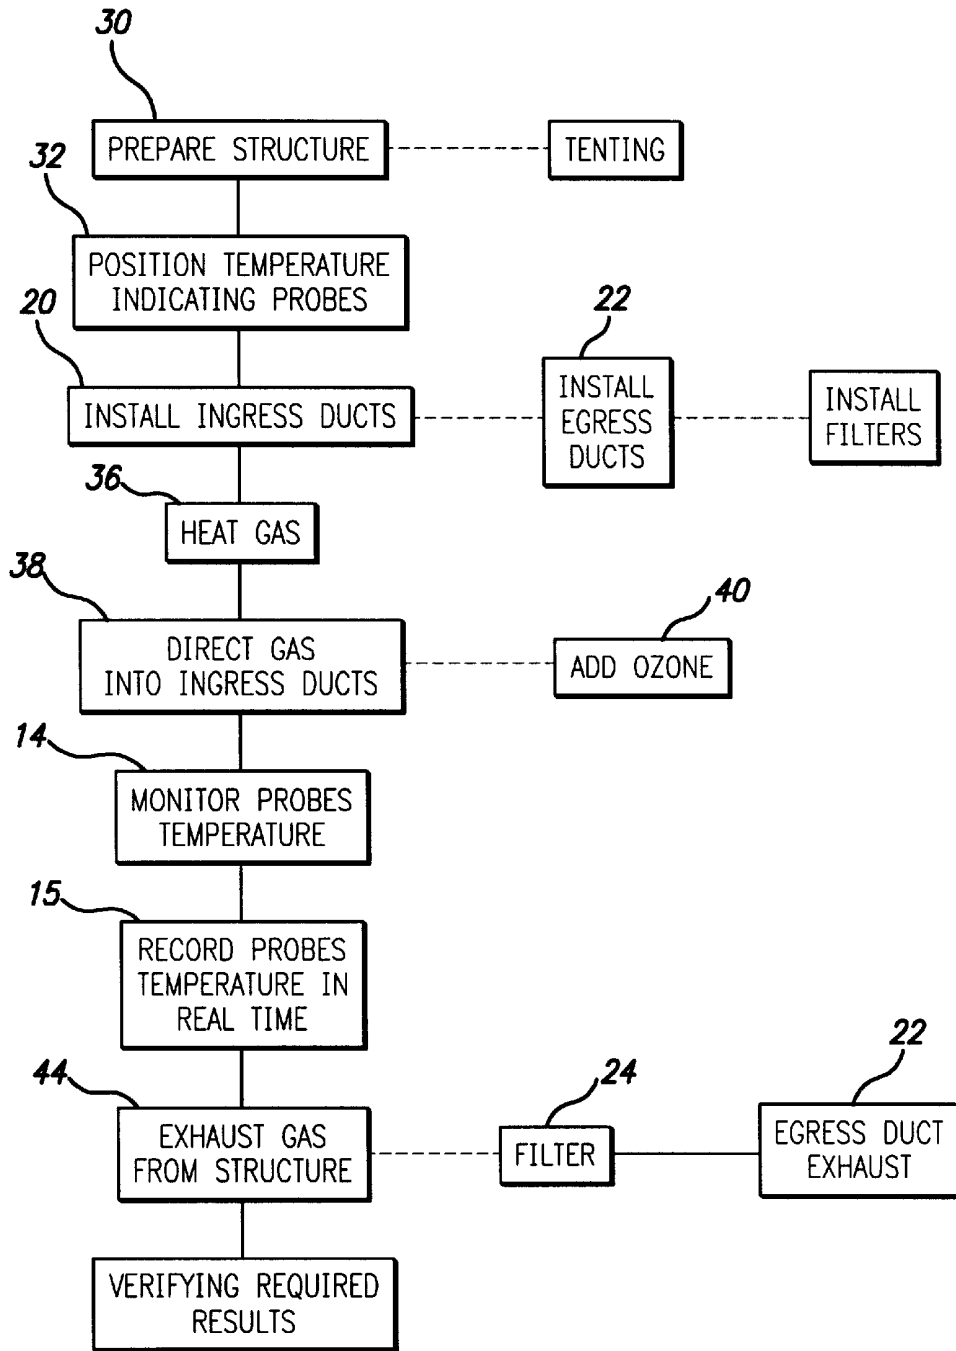 30
PREPARE STRUCTURE
TENTING
32
POSITION TEMPERATURE
INDICATING PROBES
20
INSTALL INGRESS DUCTS
22
INSTALL
EGRESS
DUCTS
INSTALL
FILTERS
36
HEAT GAS
38
DIRECT GAS
INTO INGRESS DUCTS
40
ADD OZONE
14
MONITOR PROBES
TEMPERATURE
15
RECORD PROBES
TEMPERATURE IN
REAL TIME
44
EXHAUST GAS
FROM STRUCTURE
24
FILTER
22
EGRESS DUCT
EXHAUST
VERIFYING REQUIRED
RESULTS